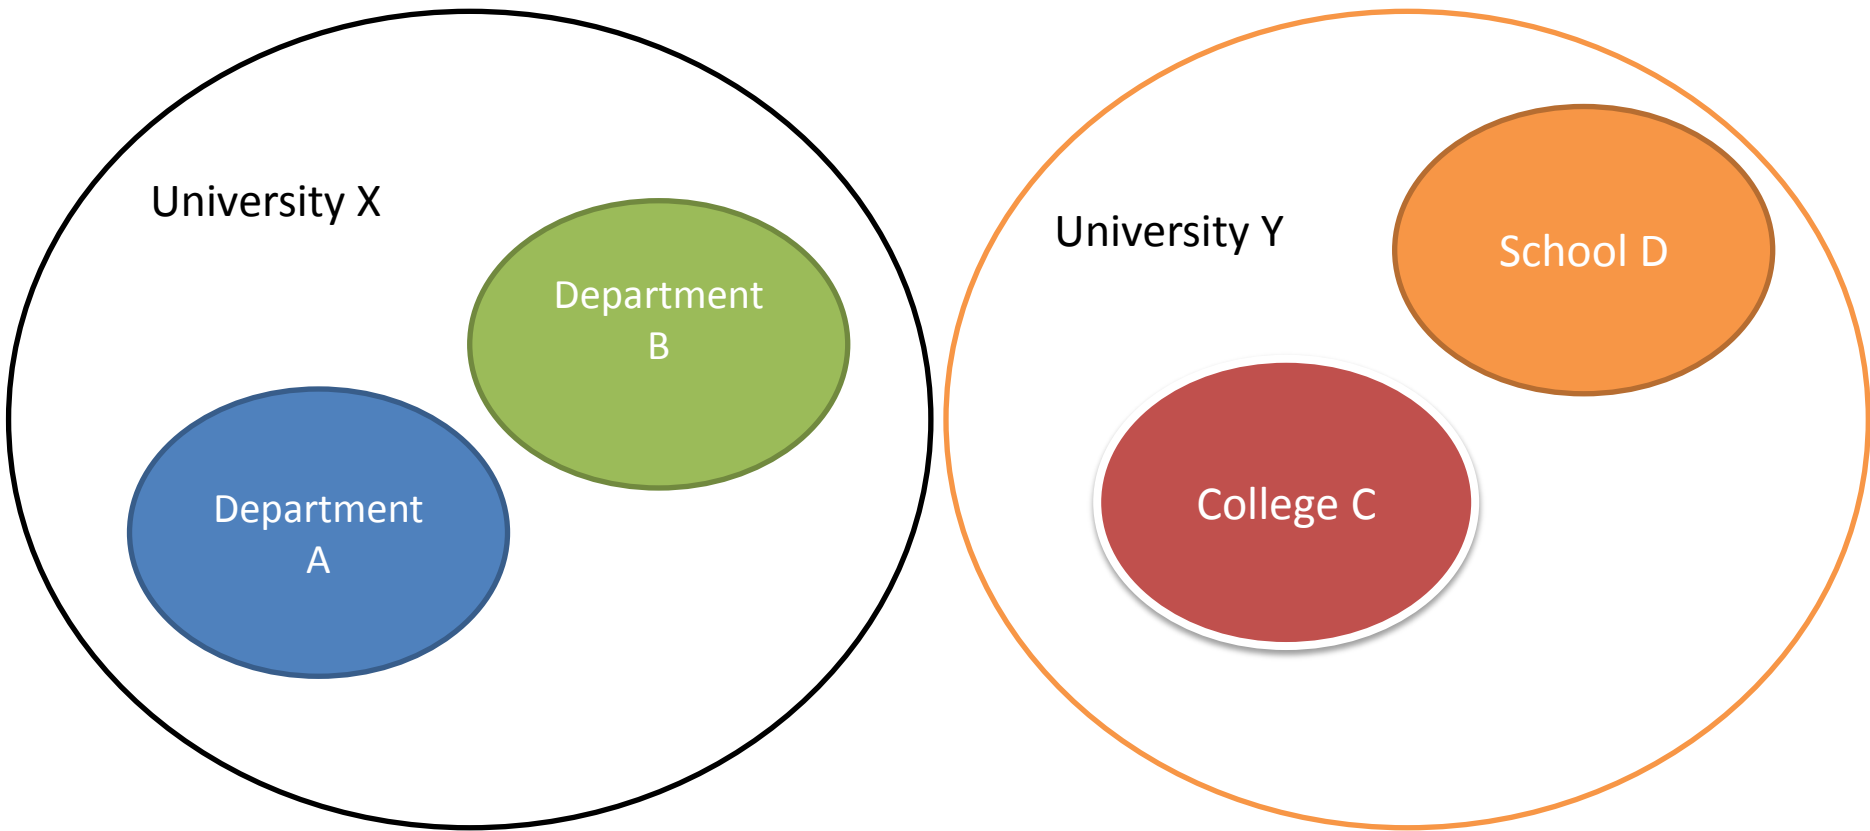 University X
Department
B
Department
A
University Y
School D
College C